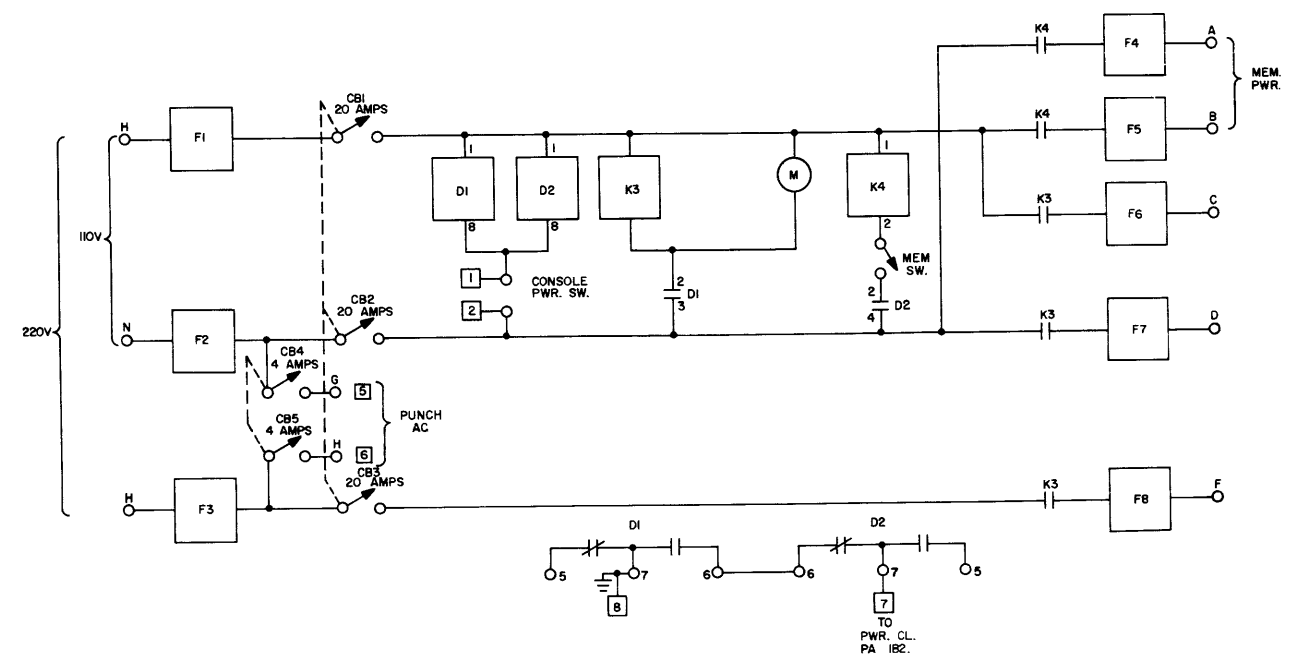 K4
F4
A
MEM.
PWR.
CB1
20 AMPS
H
F1
K4
F5
B
1
1
1
D1
D2
K3
M
K4
K3
F6
C
8
8
2
110V
1
CONSOLE
PWR. SW.
MEM
SW.
2
2
D1
3
2
D2
4
220V
N
F2
CB2
20 AMPS
K3
F7
D
CB4
4 AMPS
G
5
PUNCH
AC
CB5
4 AMPS
H
6
CB3
20 AMPS
H
F3
K3
F8
F
D1
D2
5
7
6
6
7
5
8
7
TO
PWR. CL.
PA 1B2.